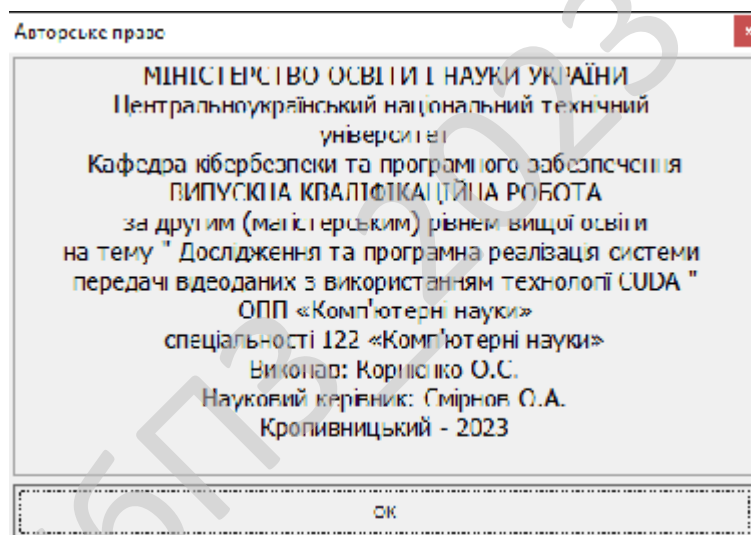 Авторське право
МІНІСТЕРСТВО ОСВІТИ І НАУКИ УКРАЇНИ
Центральноукраїнський національний технічний
університет
Кафедра кібербезпеки та програмного забезпечення
ВИПУСКНА КВАЛІФІКАЦІЙНА РОБОТА
за другим (магістерським) рівнем вищої освіти
на тему " Дослідження та програмна реалізація системи
передачі відеоданих з використанням технології CUDA "
ОПП «Комп'ютерні науки»
спеціальності 122 «Комп'ютерні науки»
Виконав: Корнієнко О.С.
Науковий керівник: Смірнов О.А.
Кропивницький - 2023
ОК